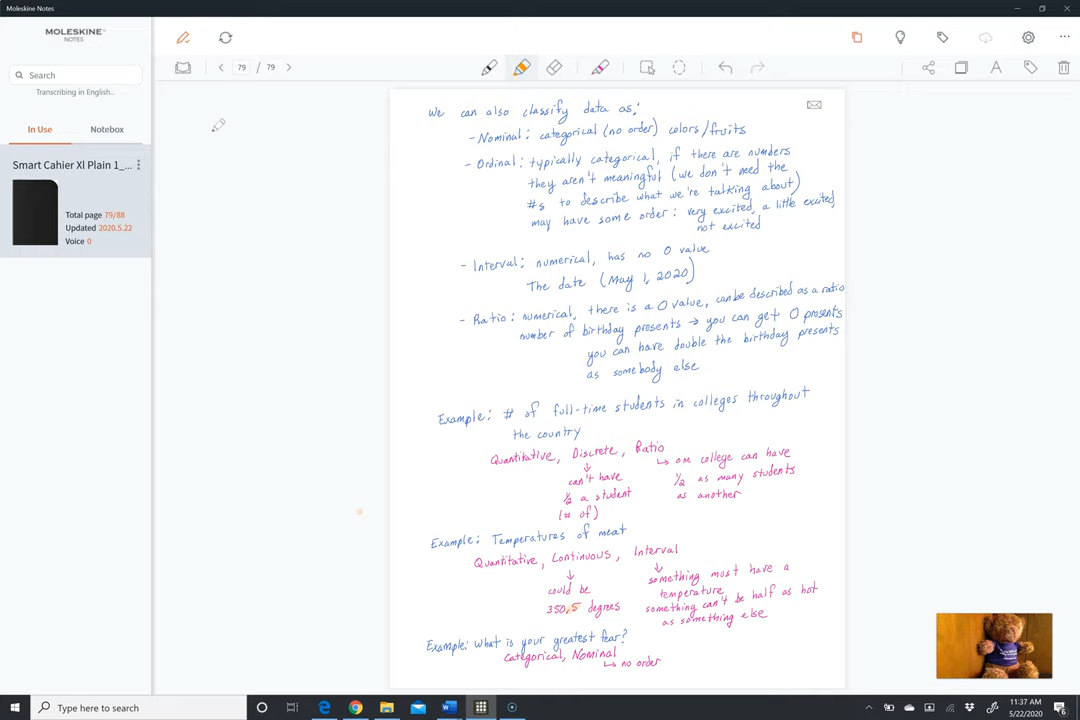 Moleskine Notes
MOLESKINE
NOTES
Search
Transcribing in English...
In Use
Notebox
Smart Cahier Xl Plain 1_...
Total page 79/88
Updated 2020.5.22
Voice 0
79 / 79
We can also classify data as:
- Nominal: categorical (no order) colors/fruits
- Ordinal: typically categorical, if there are numbers
they aren't meaningful (we don't need the
#s to describe what we're talking about)
may have some order: very excited, a little excited,
not excited
- Interval: numerical, has no 0 value
The date (May 1, 2020)
- Ratio: numerical, there is a 0 value, can be described as a ratio
number of birthday presents → you can get 0 presents
you can have double the birthday presents
as somebody else
Example: # of full-time students in colleges throughout
the country
Quantitative, Discrete, Ratio
↓
can't have
1/2 a student
(# of)
↳ one college can have
1/2 as many students
as another
Example: Temperatures of meat
Quantitative, Continuous, Interval
↓
could be
350.5 degrees
↓
something must have a
temperature
something can't be half as hot
as something else
Example: What is your greatest fear?
Categorical, Nominal
↳ no order
Type here to search
11:37 AM
5/22/2020
6